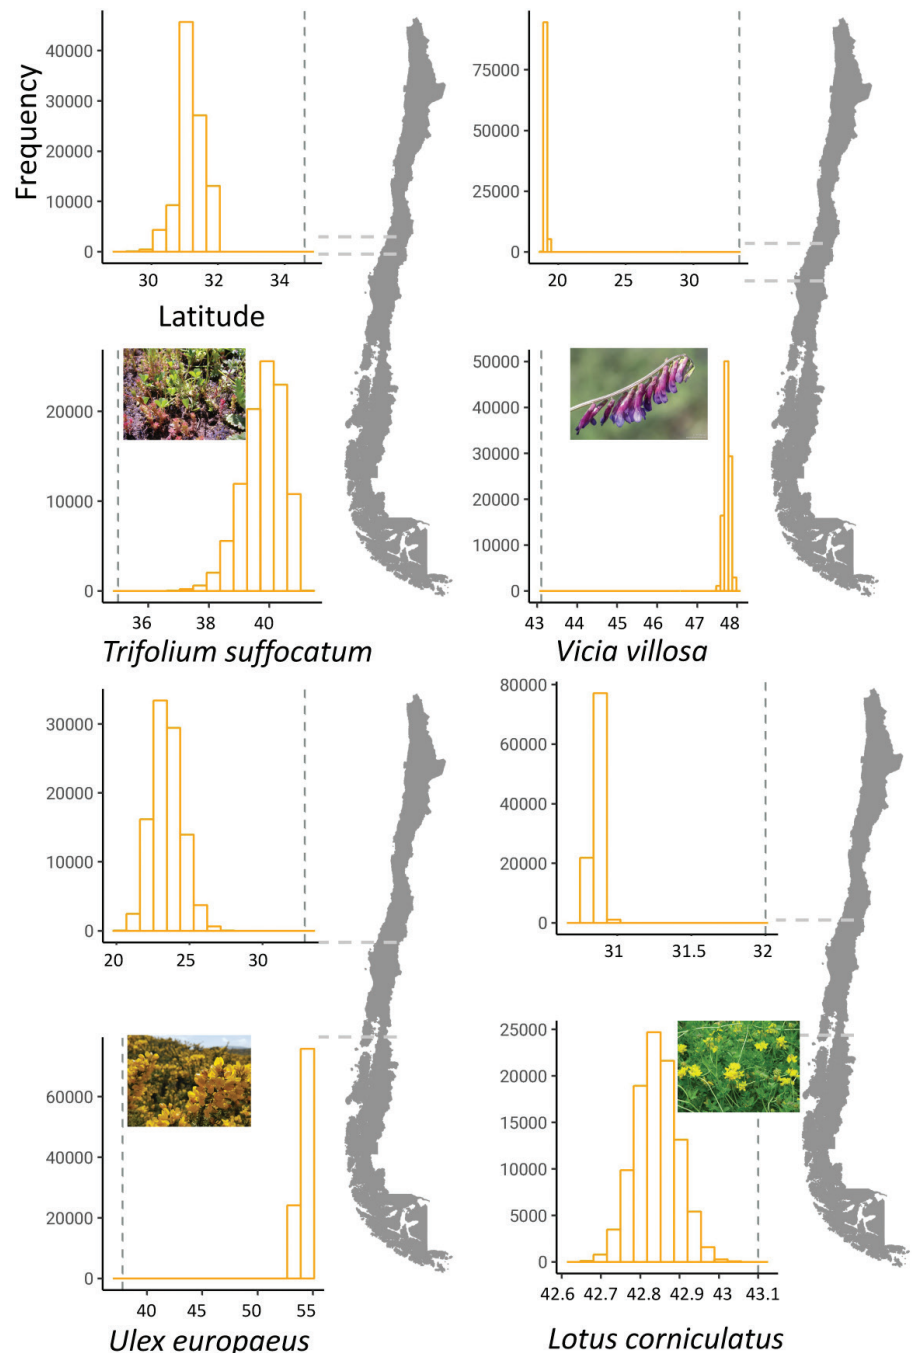 Frequency
40000
30000
20000
10000
0
30 32 34
Latitude
75000
50000
25000
0
20 25 30
20000
10000
0
36 38 40
Trifolium suffocatum
50000
40000
30000
20000
10000
0
43 44 45 46 47 48
Vicia villosa
30000
20000
10000
0
20 25 30
80000
60000
40000
20000
0
31 31.5 32
60000
40000
20000
0
40 45 50 55
Ulex europaeus
25000
20000
15000
10000
5000
0
42.6 42.7 42.8 42.9 43 43.1
Lotus corniculatus